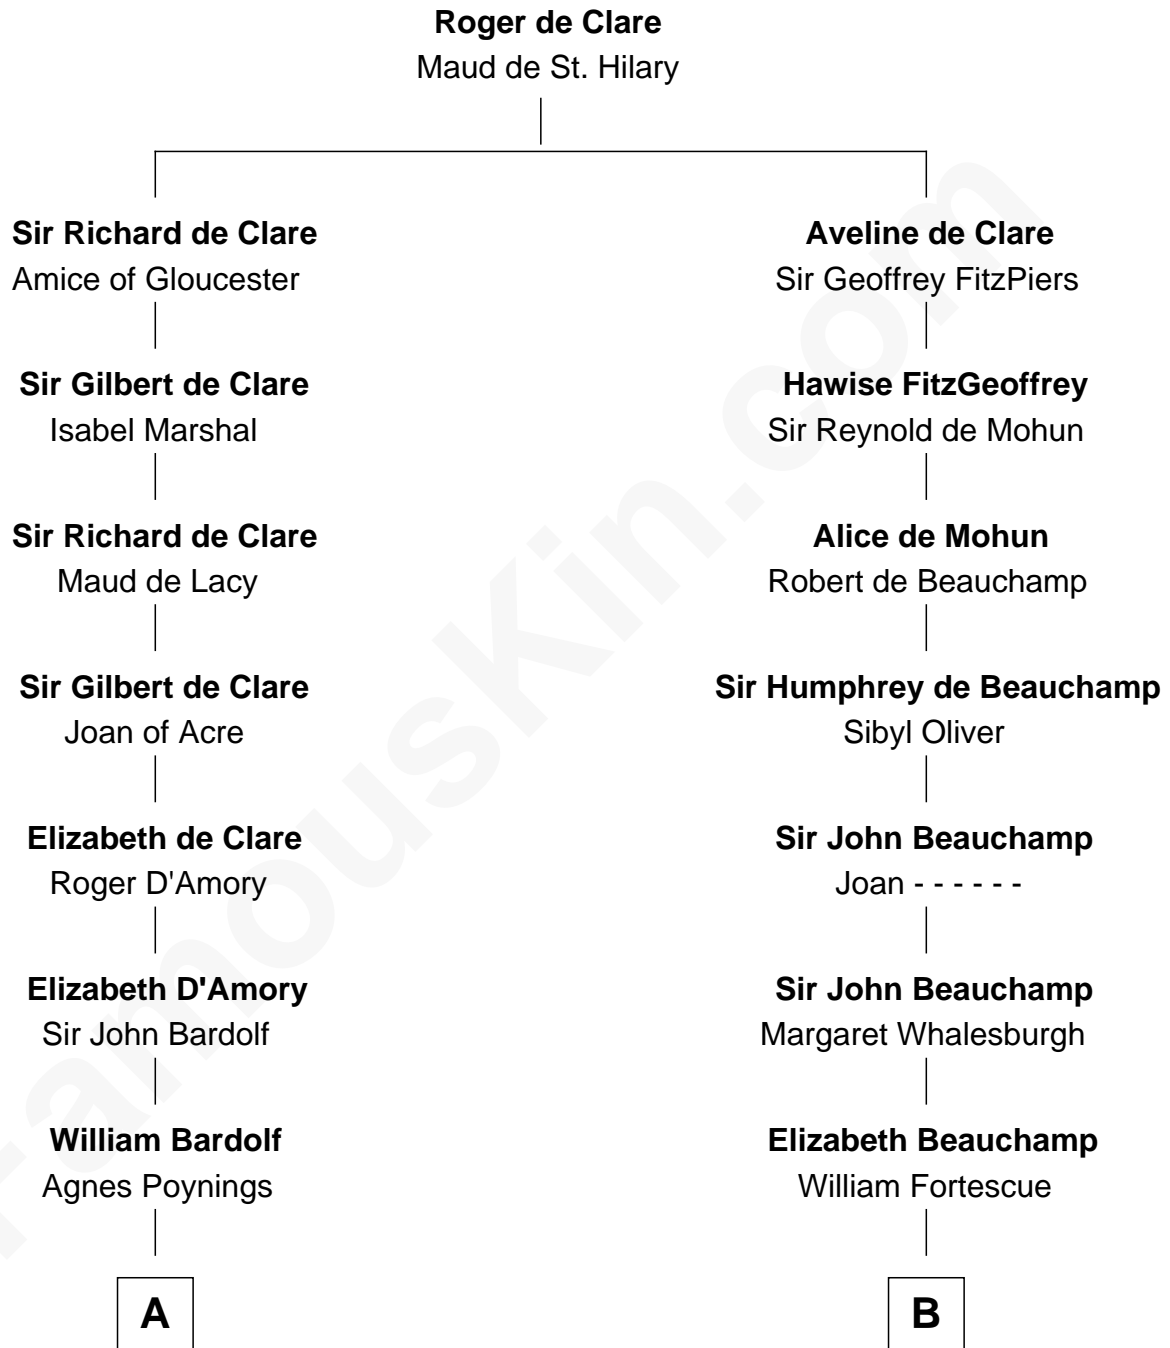 Roger de Clare
Maud de St. Hilary
Sir Richard de Clare
Amice of Gloucester
Sir Gilbert de Clare
Isabel Marshal
Sir Richard de Clare
Maud de Lacy
Sir Gilbert de Clare
Joan of Acre
Elizabeth de Clare
Roger D'Amory
Elizabeth D'Amory
Sir John Bardolf
William Bardolf
Agnes Poynings
A
Aveline de Clare
Sir Geoffrey FitzPiers
Hawise FitzGeoffrey
Sir Reynold de Mohun
Alice de Mohun
Robert de Beauchamp
Sir Humphrey de Beauchamp
Sibyl Oliver
Sir John Beauchamp
Joan - - - - - -
Sir John Beauchamp
Margaret Whalesburgh
Elizabeth Beauchamp
William Fortescue
B
FamousKin.com